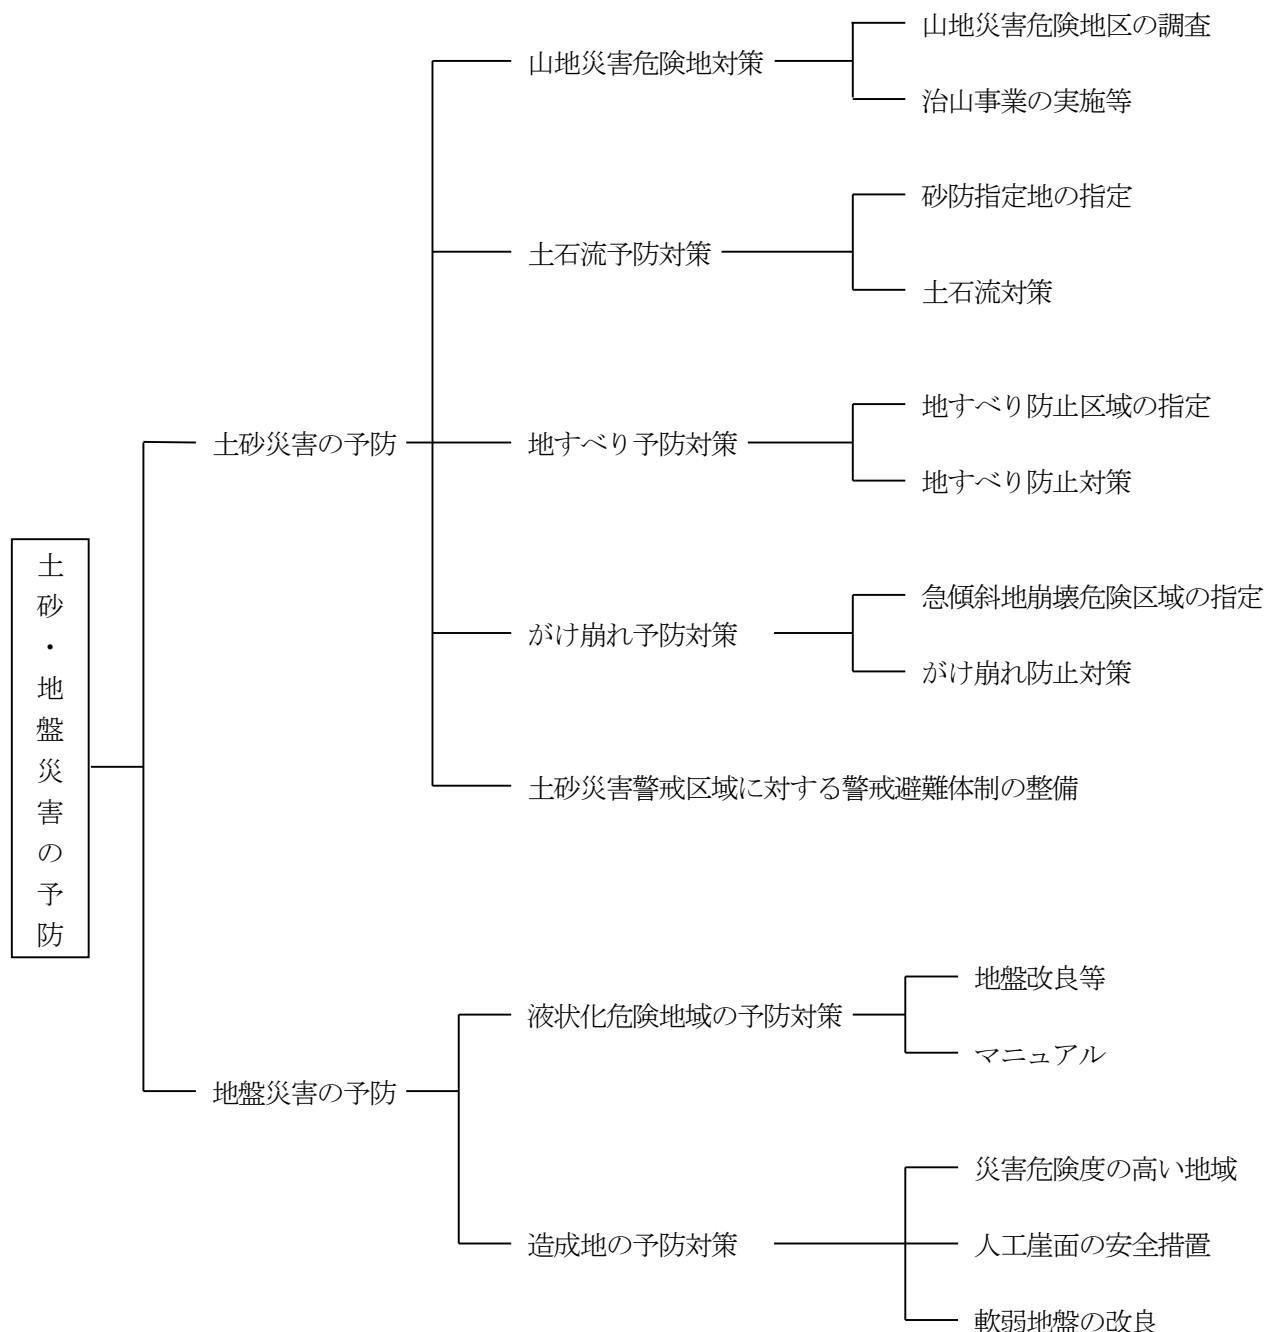 土砂・地盤災害の予防
土砂災害の予防
山地災害危険地対策
山地災害危険地区の調査
治山事業の実施等
土石流予防対策
砂防指定地の指定
土石流対策
地すべり予防対策
地すべり防止区域の指定
地すべり防止対策
がけ崩れ予防対策
急傾斜地崩壊危険区域の指定
がけ崩れ防止対策
土砂災害警戒区域に対する警戒避難体制の整備
地盤災害の予防
液状化危険地域の予防対策
地盤改良等
マニュアル
造成地の予防対策
災害危険度の高い地域
人工崖面の安全措置
軟弱地盤の改良